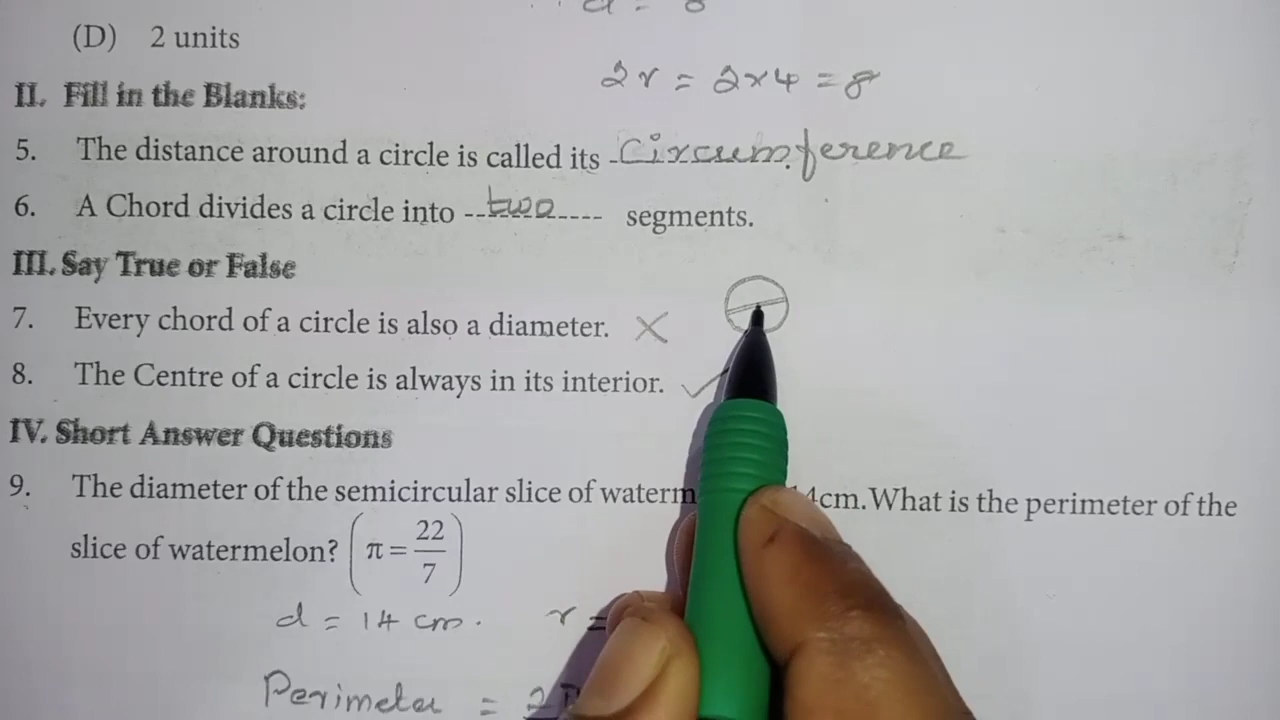 (D) 2 units
2r = 2×4 = 8
II. Fill in the Blanks:
5. The distance around a circle is called its Circumference
6. A Chord divides a circle into --two---- segments.
III. Say True or False
7. Every chord of a circle is also a diameter. ×
8. The Centre of a circle is always in its interior. ✓
IV. Short Answer Questions
9. The diameter of the semicircular slice of 4cm. What is the perimeter of the
slice of watermelon? (π = 22/7)
d = 14 cm. r =
Perimeter = 2